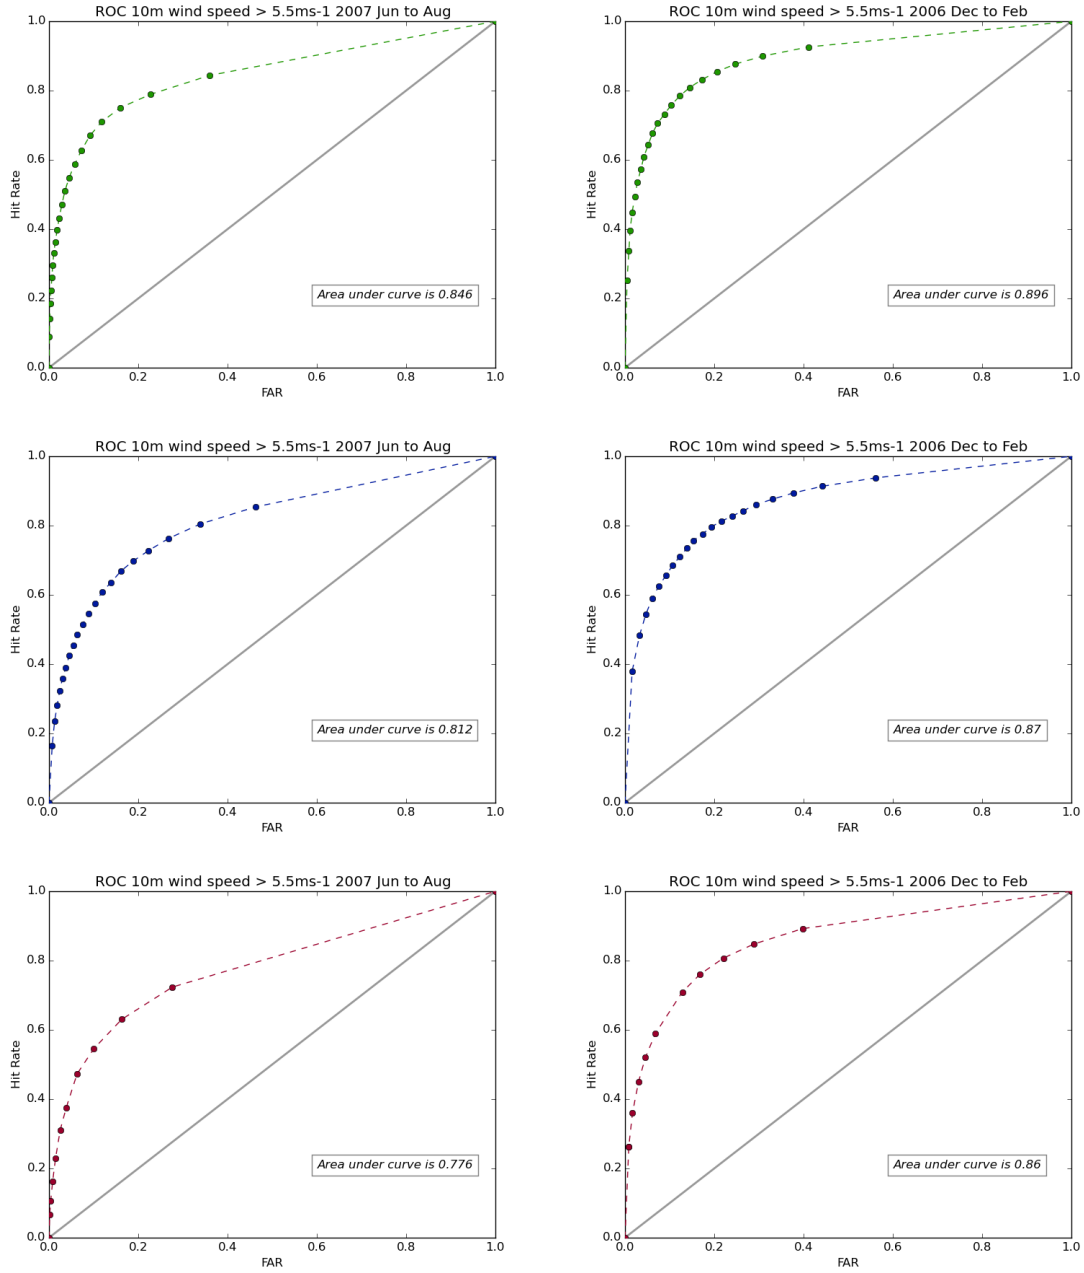 ROC 10m wind speed > 5.5ms-1 2007 Jun to Aug
1.0
0.8
0.6
0.4
0.2
0.0
Hit Rate
Area under curve is 0.846
0.0 0.2 0.4 0.6 0.8 1.0
FAR
ROC 10m wind speed > 5.5ms-1 2006 Dec to Feb
1.0
0.8
0.6
0.4
0.2
0.0
Hit Rate
Area under curve is 0.896
0.0 0.2 0.4 0.6 0.8 1.0
FAR
ROC 10m wind speed > 5.5ms-1 2007 Jun to Aug
1.0
0.8
0.6
0.4
0.2
0.0
Hit Rate
Area under curve is 0.812
0.0 0.2 0.4 0.6 0.8 1.0
FAR
ROC 10m wind speed > 5.5ms-1 2006 Dec to Feb
1.0
0.8
0.6
0.4
0.2
0.0
Hit Rate
Area under curve is 0.87
0.0 0.2 0.4 0.6 0.8 1.0
FAR
ROC 10m wind speed > 5.5ms-1 2007 Jun to Aug
1.0
0.8
0.6
0.4
0.2
0.0
Hit Rate
Area under curve is 0.776
0.0 0.2 0.4 0.6 0.8 1.0
FAR
ROC 10m wind speed > 5.5ms-1 2006 Dec to Feb
1.0
0.8
0.6
0.4
0.2
0.0
Hit Rate
Area under curve is 0.86
0.0 0.2 0.4 0.6 0.8 1.0
FAR